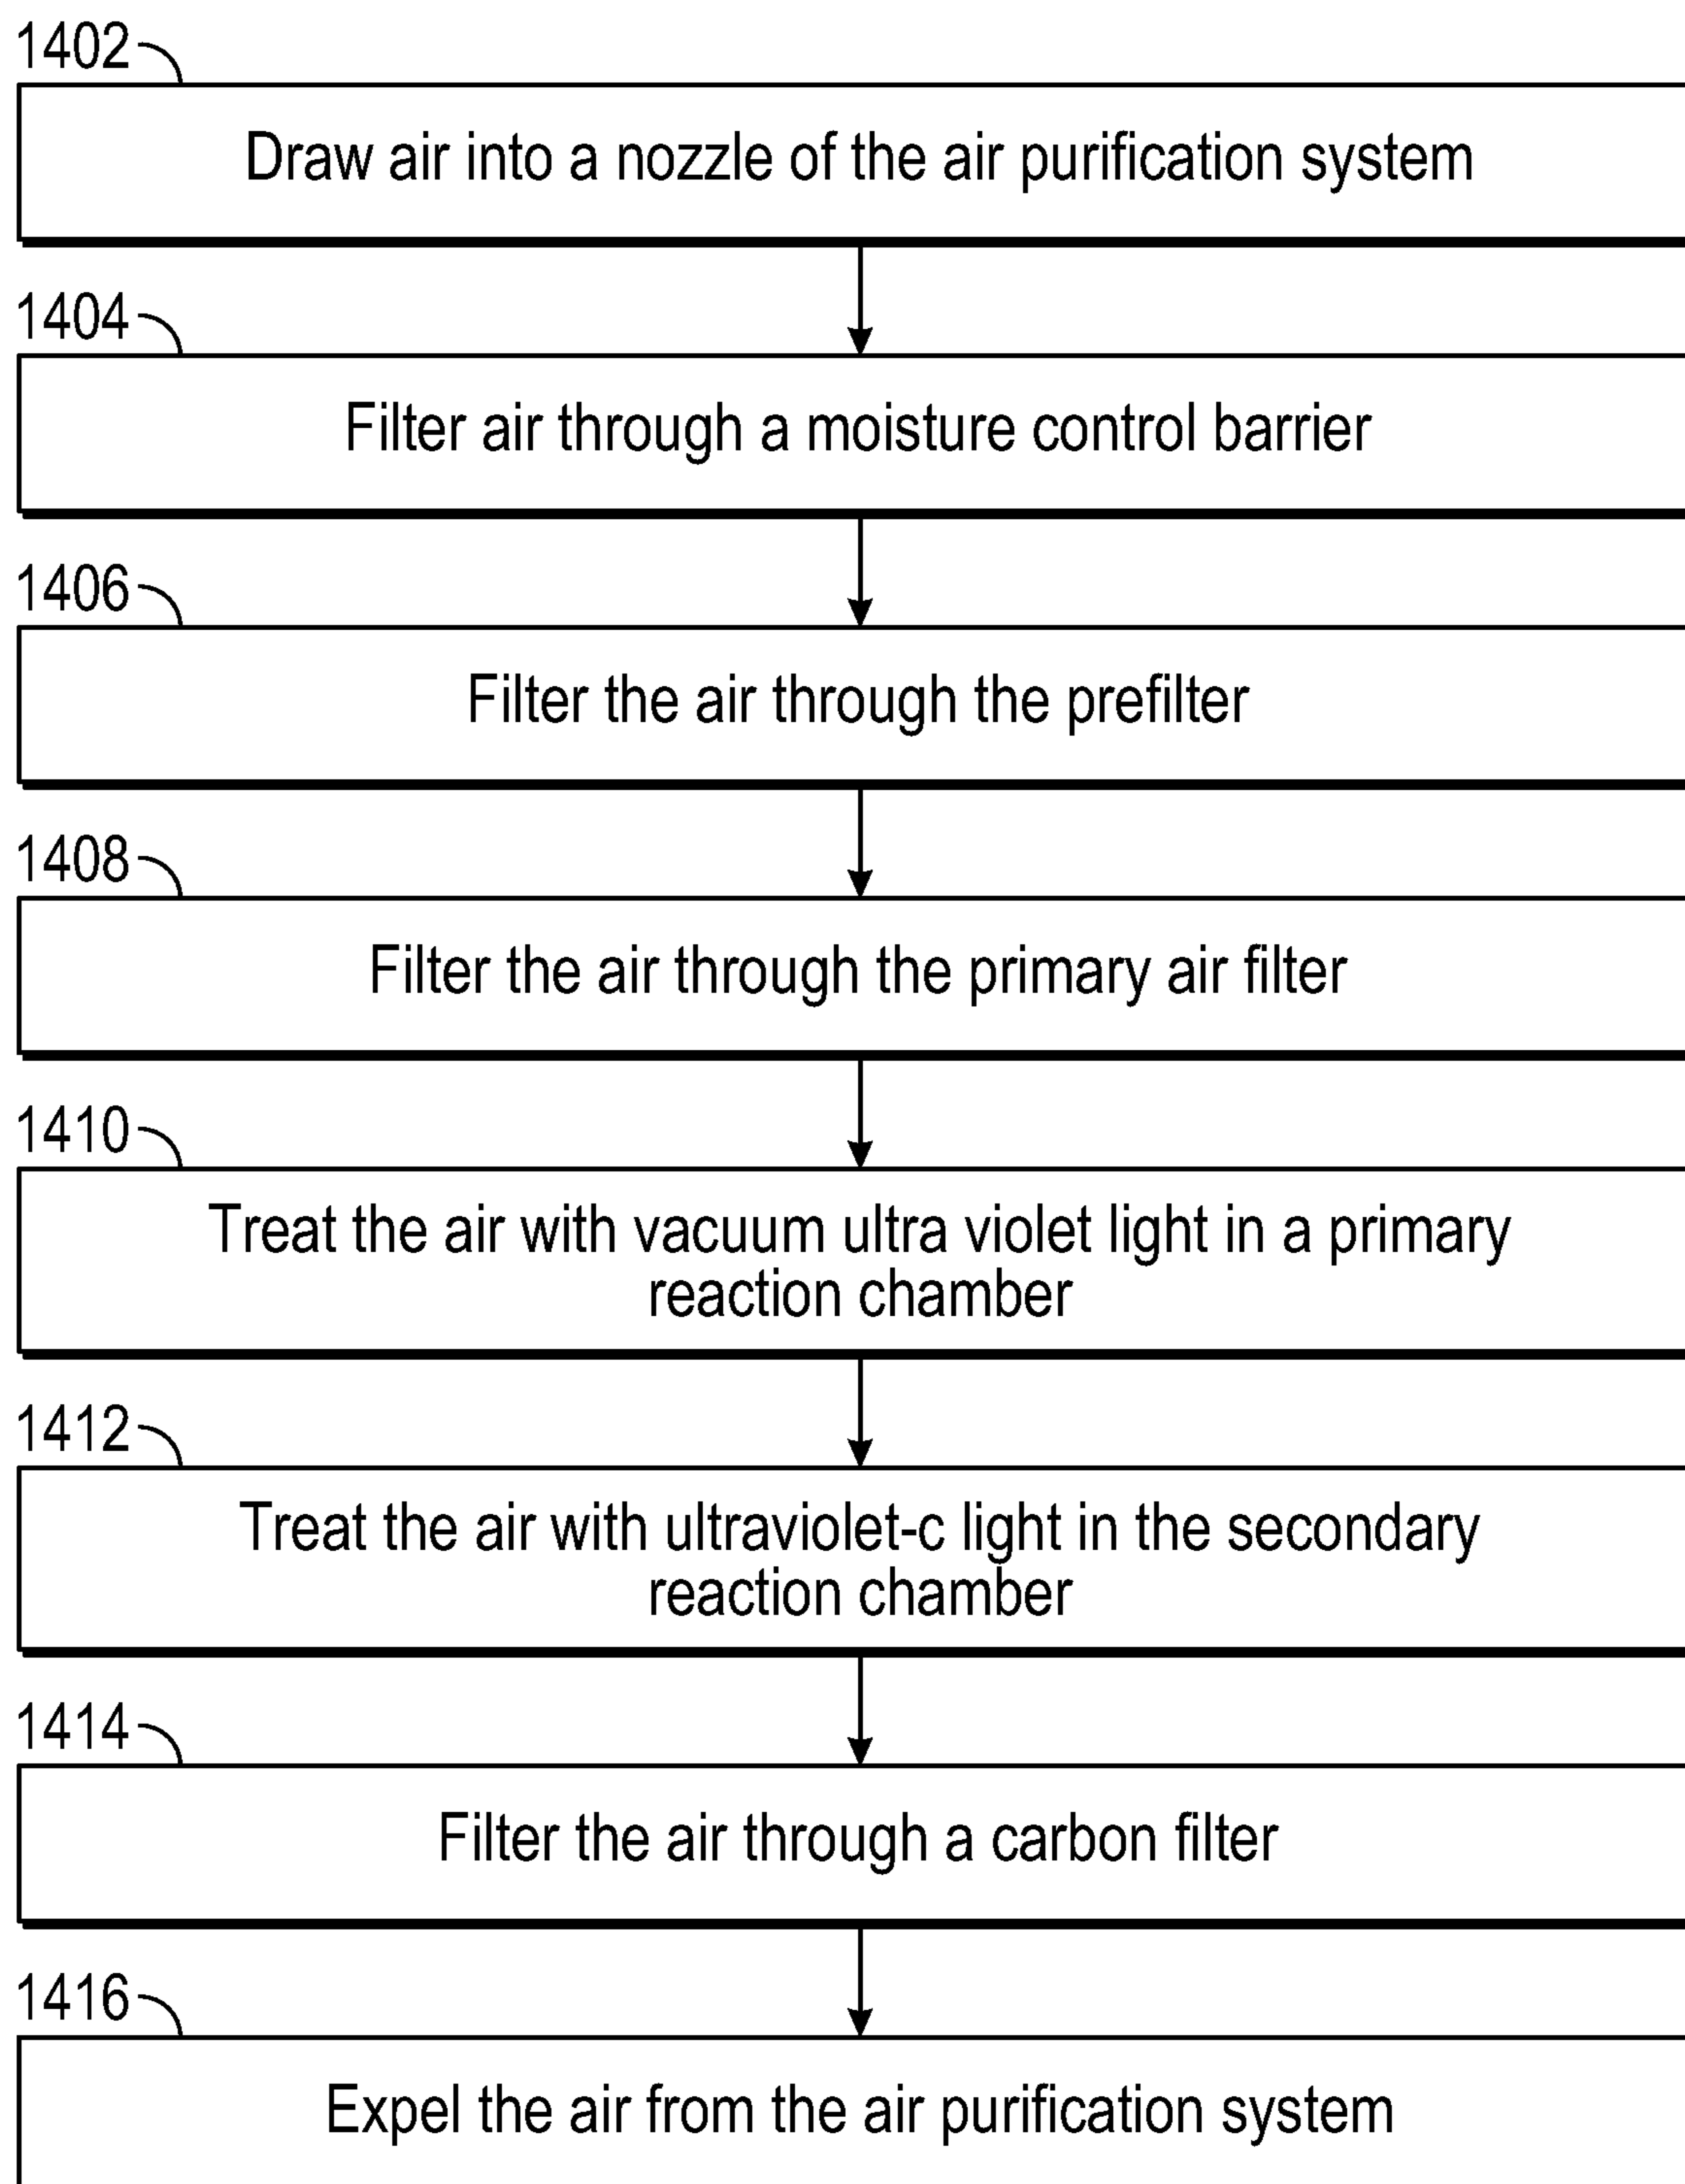 1402
Draw air into a nozzle of the air purification system
1404
Filter air through a moisture control barrier
1406
Filter the air through the prefilter
1408
Filter the air through the primary air filter
1410
Treat the air with vacuum ultra violet light in a primary
reaction chamber
1412
Treat the air with ultraviolet-c light in the secondary
reaction chamber
1414
Filter the air through a carbon filter
1416
Expel the air from the air purification system